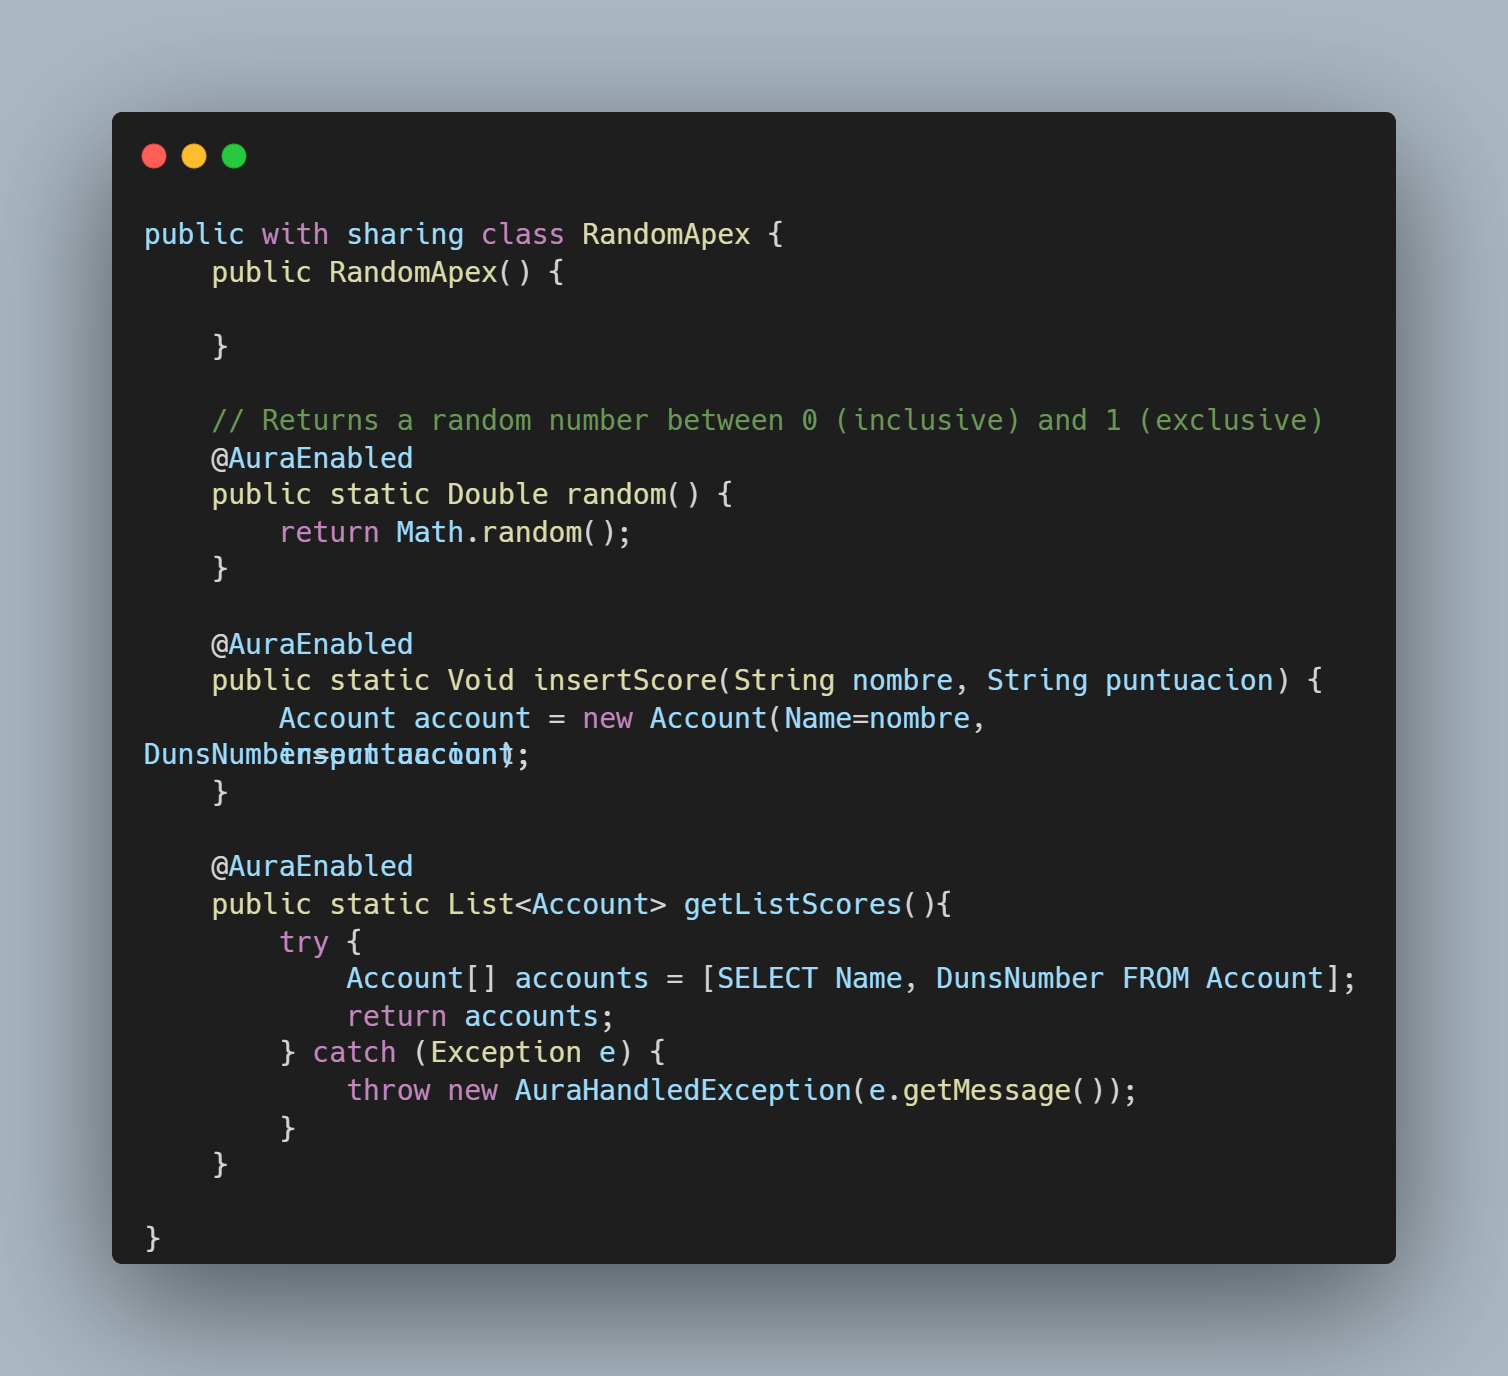 public with sharing class RandomApex {
    public RandomApex() {

    }

    // Returns a random number between 0 (inclusive) and 1 (exclusive)
    @AuraEnabled
    public static Double random() {
        return Math.random();
    }

    @AuraEnabled
    public static Void insertScore(String nombre, String puntuacion) {
        Account account = new Account(Name=nombre,
DunsNumber=puntuacion);
        insert account;
    }

    @AuraEnabled
    public static List<Account> getListScores(){
        try {
            Account[] accounts = [SELECT Name, DunsNumber FROM Account];
            return accounts;
        } catch (Exception e) {
            throw new AuraHandledException(e.getMessage());
        }
    }

}